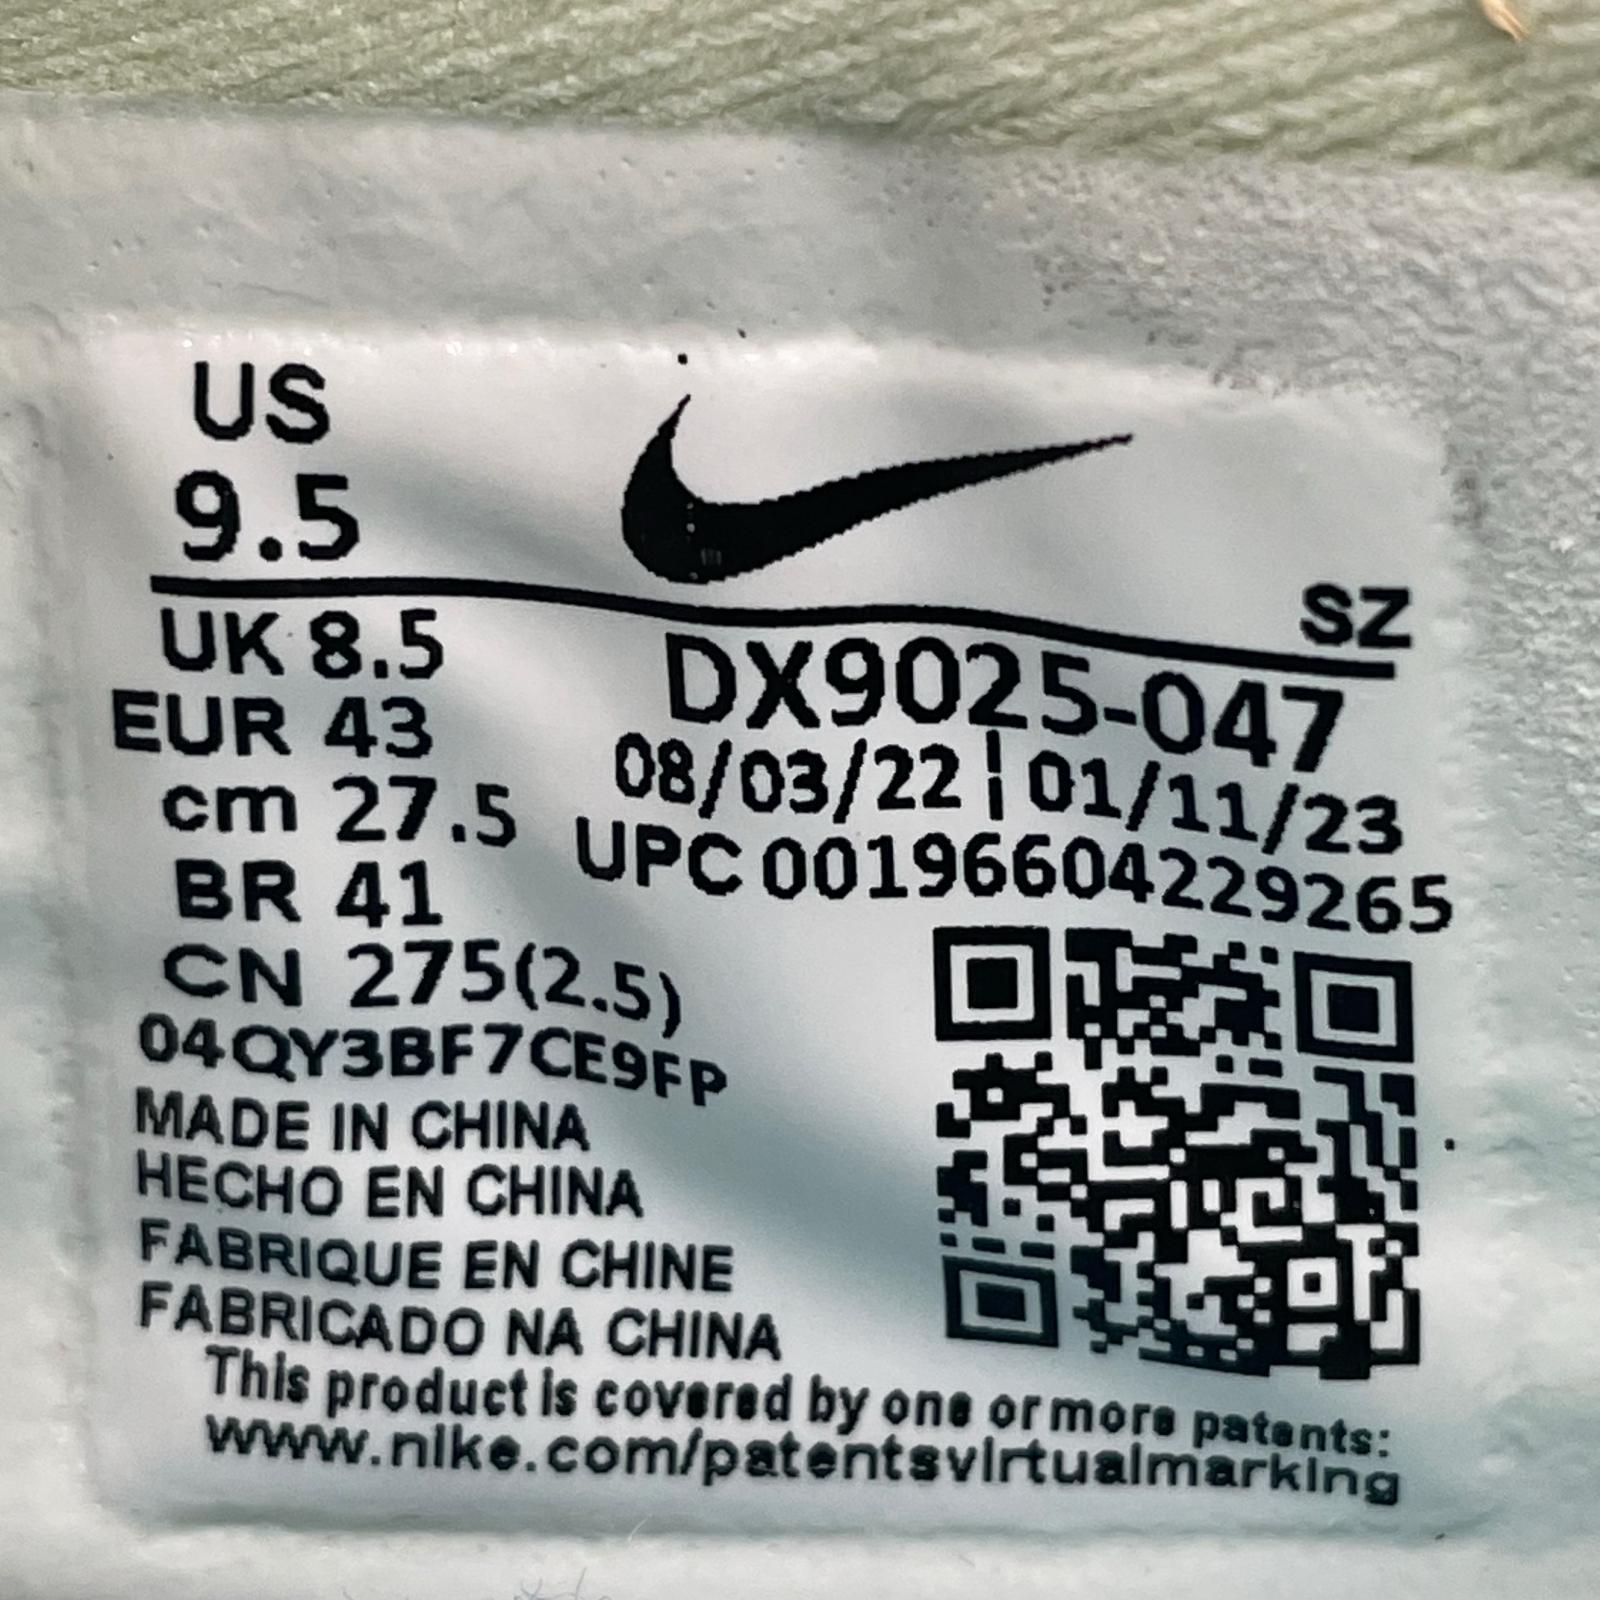 US
9.5
SZ
UK 8.5
EUR 43
cm 27.5
BR 41
CN 275(2.5)
DX9025-047
08/03/22 ¦ 01/11/23
UPC 00196604229265
04QY3BF7CE9FP
MADE IN CHINA
HECHO EN CHINA
FABRIQUE EN CHINE
FABRICADO NA CHINA
This product is covered by one or more patents:
www.nike.com/patentsvirtualmarking